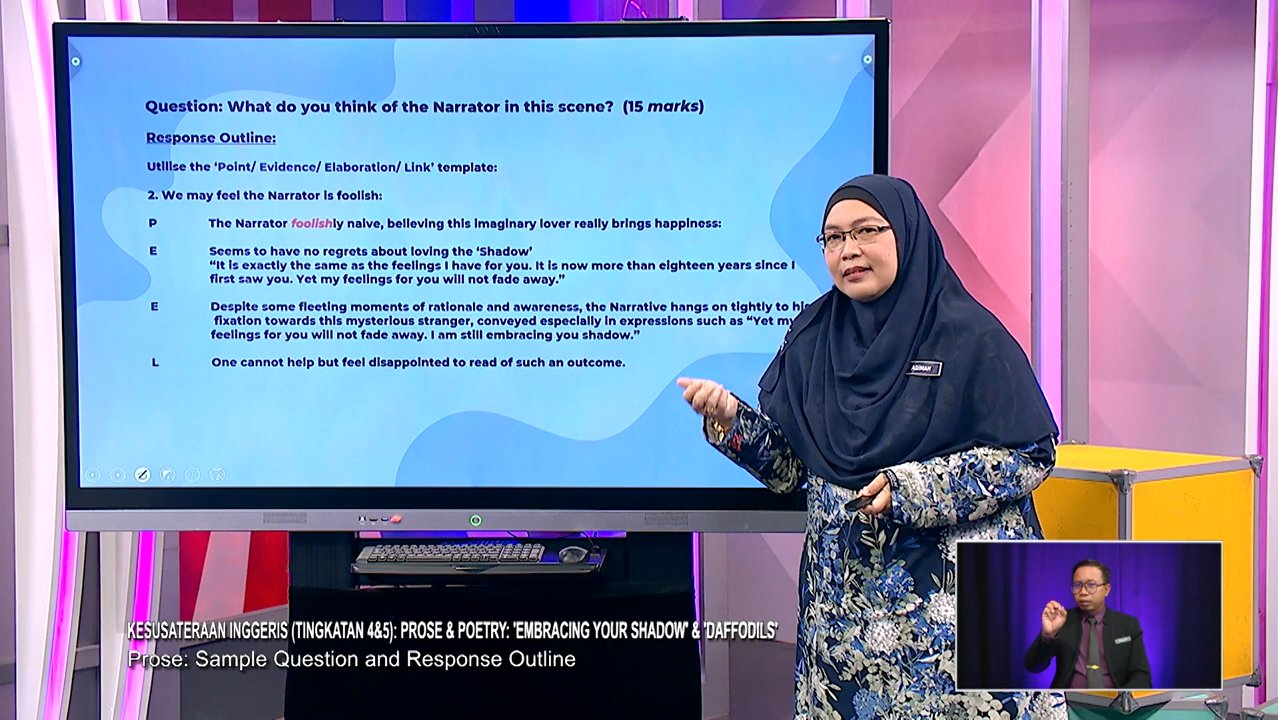 Question: What do you think of the Narrator in this scene? (15 marks)
Response Outline:
Utilise the ‘Point/ Evidence/ Elaboration/ Link’ template:
2. We may feel the Narrator is foolish:
P The Narrator foolishly naive, believing this imaginary lover really brings happiness:
E Seems to have no regrets about loving the ‘Shadow’
“It is exactly the same as the feelings I have for you. It is now more than eighteen years since I
first saw you. Yet my feelings for you will not fade away.”
E Despite some fleeting moments of rationale and awareness, the Narrative hangs on tightly to his
fixation towards this mysterious stranger, conveyed especially in expressions such as “Yet my
feelings for you will not fade away. I am still embracing you shadow.”
L One cannot help but feel disappointed to read of such an outcome.
ASIMAH
KESUSATERAAN INGGERIS (TINGKATAN 4&5): PROSE & POETRY: 'EMBRACING YOUR SHADOW' & 'DAFFODILS'
Prose: Sample Question and Response Outline